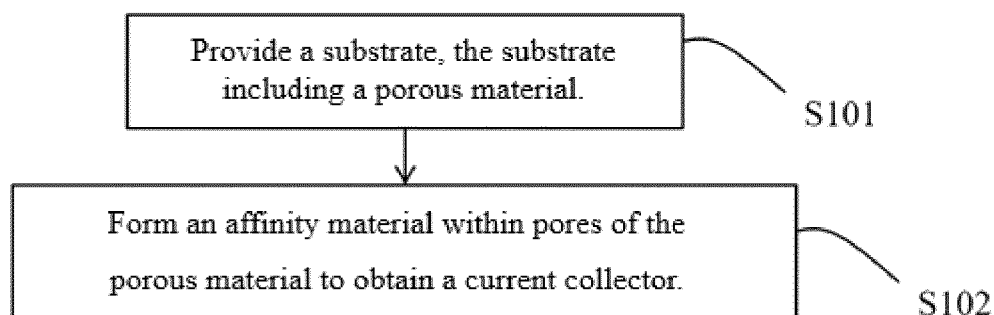 Provide a substrate, the substrate
including a porous material.
S101
Form an affinity material within pores of the
porous material to obtain a current collector.
S102